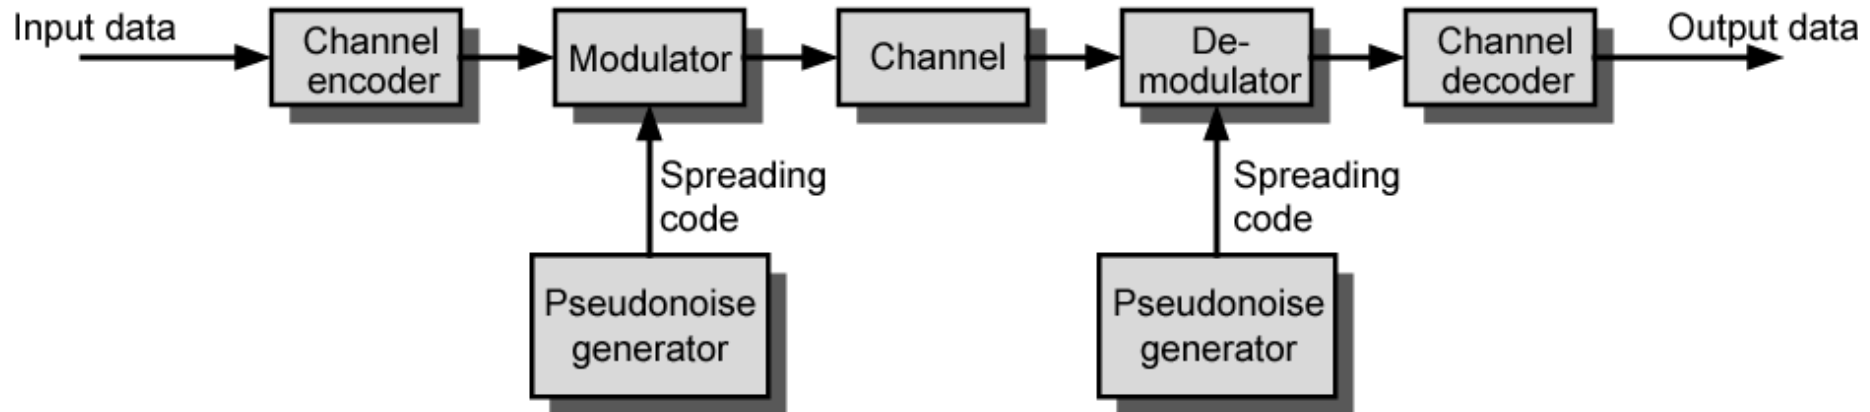 Input data
Channel
encoder
Modulator
Channel
De-
modulator
Channel
decoder
Output data
Spreading
code
Spreading
code
Pseudonoise
generator
Pseudonoise
generator